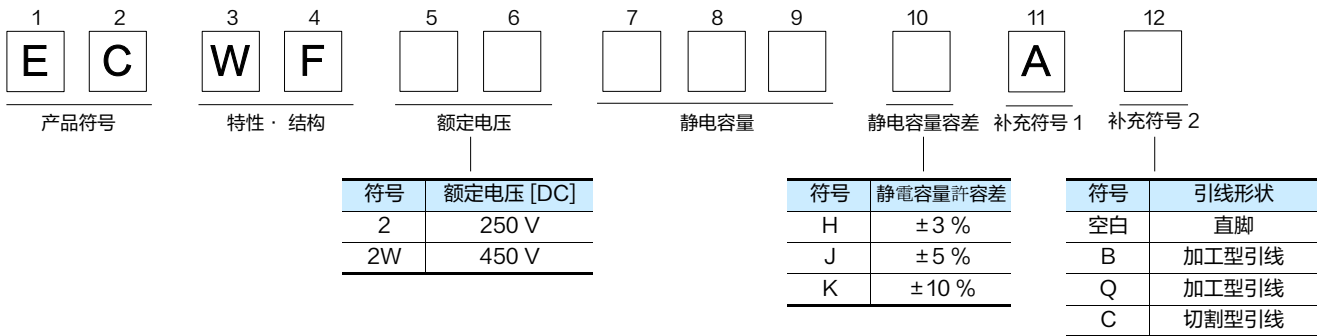 1 2 3 4 5 6 7 8 9 10 11 12
E C W F A
产品符号 特性· 结构 额定电压 静电容量 静电容量容差 补充符号 1 补充符号 2
符号 额定电压 [DC] 符号 静電容量許容差 符号 引线形状
2 250 V H ±3 % 空白 直脚
2W 450 V J ±5 % B 加工型引线
K ±10 % Q 加工型引线
C 切割型引线